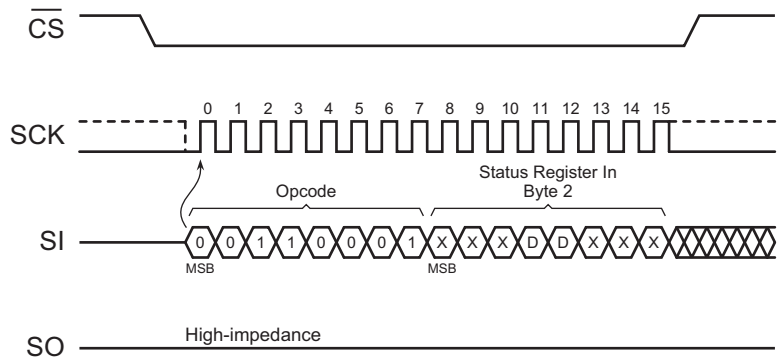 CS
0 1 2 3 4 5 6 7 8 9 10 11 12 13 14 15
SCK
Opcode
Status Register In
Byte 2
SI
0 0 1 1 0 0 0 1 X X X D D X X X
MSB MSB
High-impedance
SO